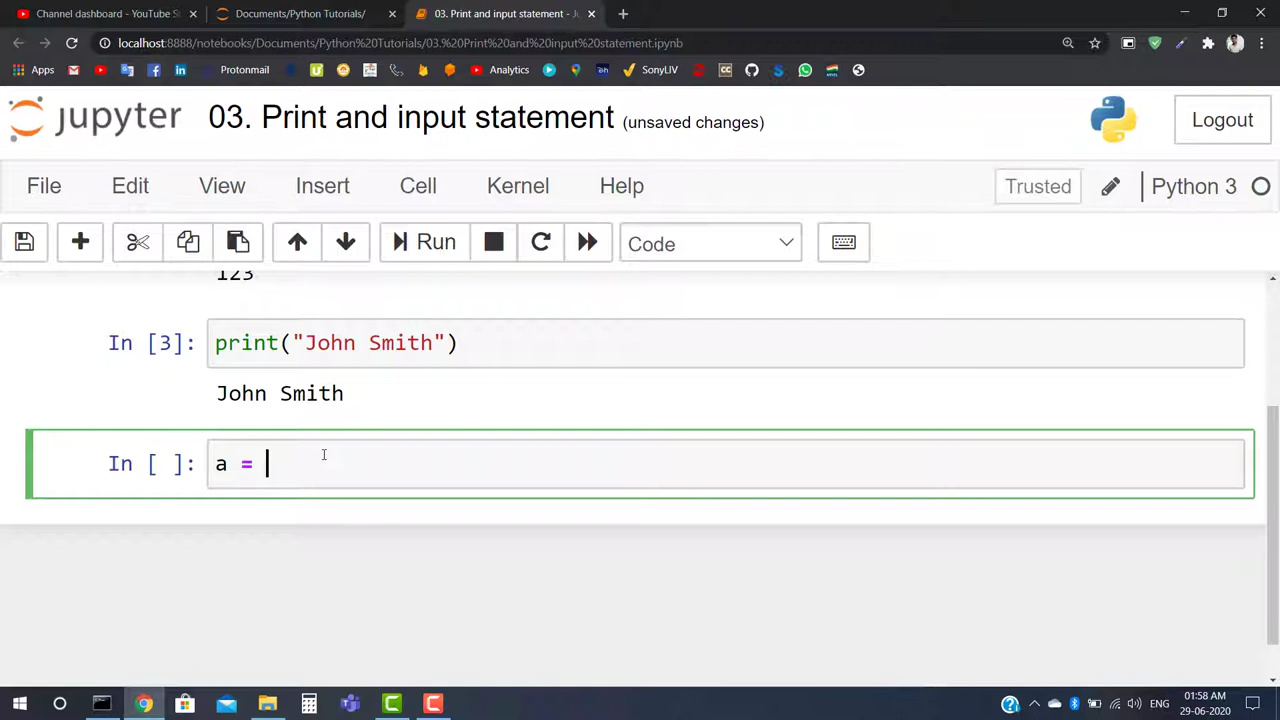 Channel dashboard - YouTube S
Documents/Python Tutorials/
03. Print and input statement - J
localhost:8888/notebooks/Documents/Python%20Tutorials/03.%20Print%20and%20input%20statement.ipynb
Apps
Protonmail
Analytics
SonyLIV
jupyter
03. Print and input statement (unsaved changes)
Logout
File Edit View Insert Cell Kernel Help
Trusted
Python 3
Run
Code
123
In [3]: print("John Smith")
John Smith
In [ ]: a =
ENG
01:58 AM
29-06-2020